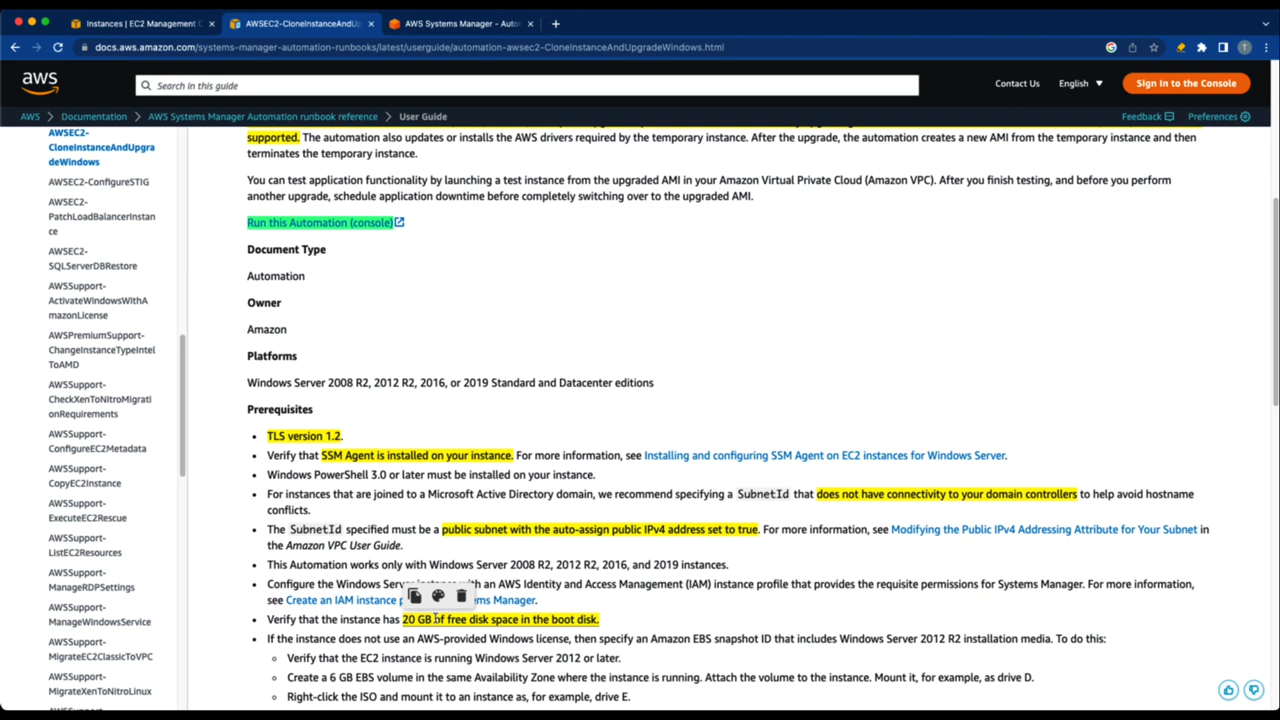 Instances | EC2 Management C
AWSEC2-CloneInstanceAndUp
AWS Systems Manager - Auto
docs.aws.amazon.com/systems-manager-automation-runbooks/latest/userguide/automation-awsec2-CloneInstanceAndUpgradeWindows.html
T
aws
Search in this guide
Contact Us
English
Sign In to the Console
AWS > Documentation > AWS Systems Manager Automation runbook reference > User Guide
Feedback
Preferences
AWSEC2-
CloneInstanceAndUpgra
deWindows
AWSEC2-ConfigureSTIG
AWSEC2-
PatchLoadBalancerInstan
ce
AWSEC2-
SQLServerDBRestore
AWSSupport-
ActivateWindowsWithA
mazonLicense
AWSPremiumSupport-
ChangeInstanceTypeIntel
ToAMD
AWSSupport-
CheckXenToNitroMigrati
onRequirements
AWSSupport-
ConfigureEC2Metadata
AWSSupport-
CopyEC2Instance
AWSSupport-
ExecuteEC2Rescue
AWSSupport-
ListEC2Resources
AWSSupport-
ManageRDPSettings
AWSSupport-
ManageWindowsService
AWSSupport-
MigrateEC2ClassicToVPC
AWSSupport-
MigrateXenToNitroLinux
supported. The automation also updates or installs the AWS drivers required by the temporary instance. After the upgrade, the automation creates a new AMI from the temporary instance and then
terminates the temporary instance.
You can test application functionality by launching a test instance from the upgraded AMI in your Amazon Virtual Private Cloud (Amazon VPC). After you finish testing, and before you perform
another upgrade, schedule application downtime before completely switching over to the upgraded AMI.
Run this Automation (console)
Document Type
Automation
Owner
Amazon
Platforms
Windows Server 2008 R2, 2012 R2, 2016, or 2019 Standard and Datacenter editions
Prerequisites
• TLS version 1.2.
• Verify that SSM Agent is installed on your instance. For more information, see Installing and configuring SSM Agent on EC2 instances for Windows Server.
• Windows PowerShell 3.0 or later must be installed on your instance.
• For instances that are joined to a Microsoft Active Directory domain, we recommend specifying a SubnetId that does not have connectivity to your domain controllers to help avoid hostname
conflicts.
• The SubnetId specified must be a public subnet with the auto-assign public IPv4 address set to true. For more information, see Modifying the Public IPv4 Addressing Attribute for Your Subnet in
the Amazon VPC User Guide.
• This Automation works only with Windows Server 2008 R2, 2012 R2, 2016, and 2019 instances.
• Configure the Windows Server instance with an AWS Identity and Access Management (IAM) instance profile that provides the requisite permissions for Systems Manager. For more information,
see Create an IAM instance p ms Manager.
• Verify that the instance has 20 GB of free disk space in the boot disk.
• If the instance does not use an AWS-provided Windows license, then specify an Amazon EBS snapshot ID that includes Windows Server 2012 R2 installation media. To do this:
◦ Verify that the EC2 instance is running Windows Server 2012 or later.
◦ Create a 6 GB EBS volume in the same Availability Zone where the instance is running. Attach the volume to the instance. Mount it, for example, as drive D.
◦ Right-click the ISO and mount it to an instance as, for example, drive E.